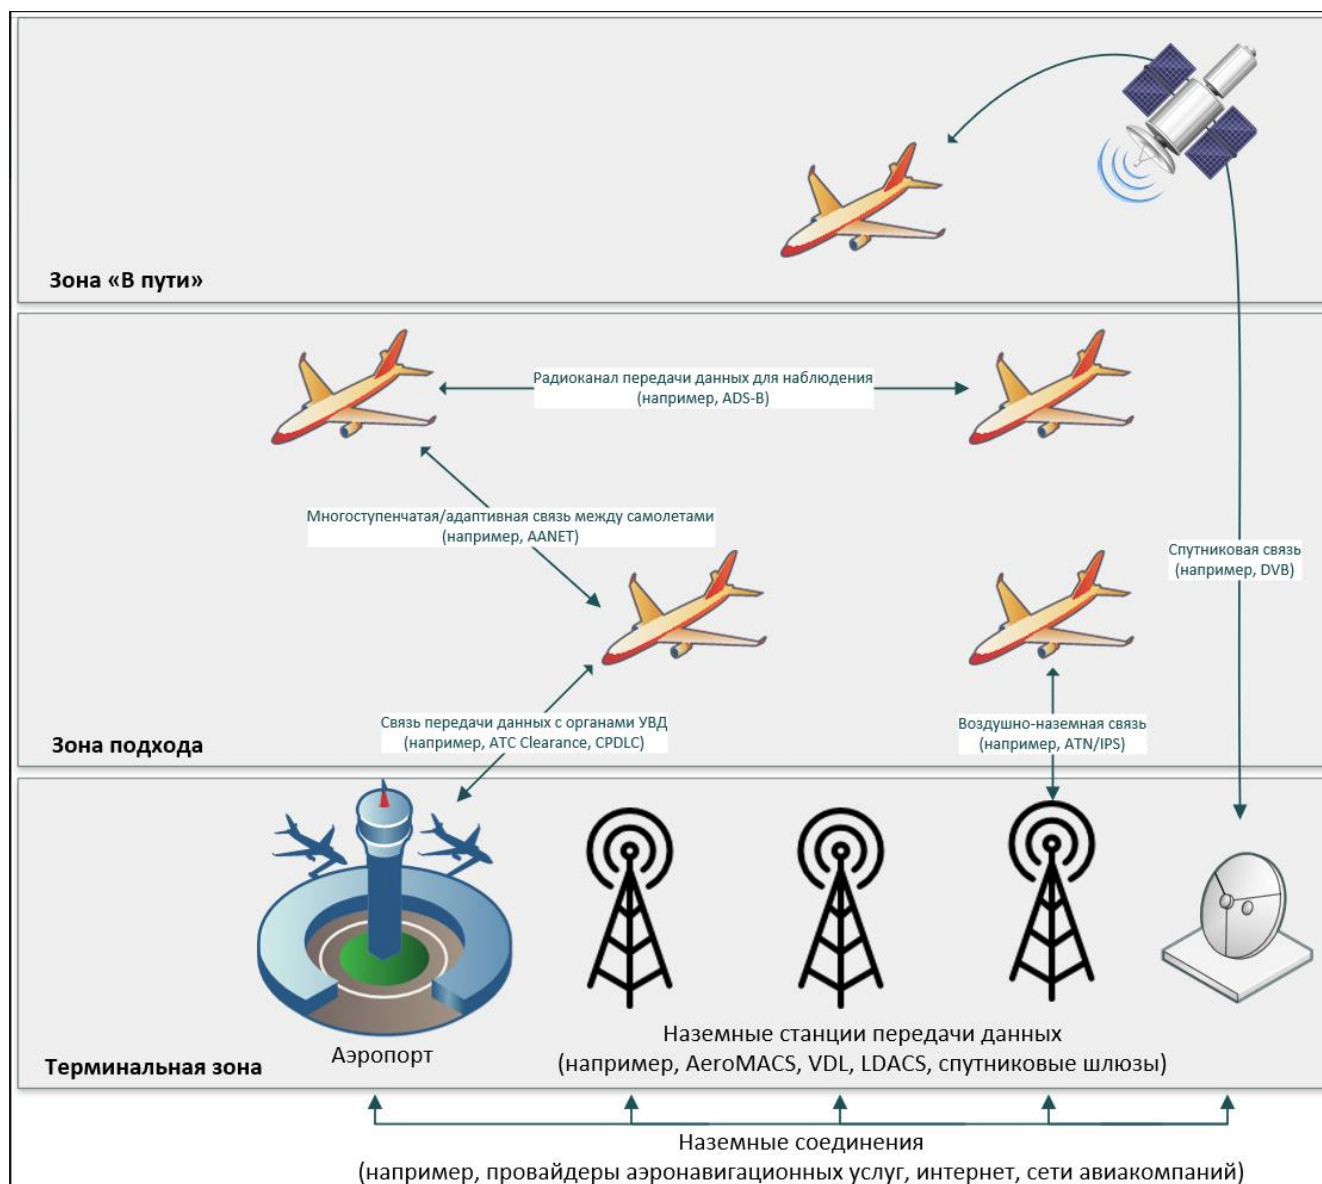 Зона «В пути»
Радиоканал передачи данных для наблюдения
(например, ADS-B)
Многоступенчатая/адаптивная связь между самолетами
(например, AANET)
Спутниковая связь
(например, DVB)
Связь передачи данных с органами УВД
(например, ATC Clearance, CPDLC)
Воздушно-наземная связь
(например, ATN/IPS)
Зона подхода
Аэропорт
Наземные станции передачи данных
(например, AeroMACS, VDL, LDACS, спутниковые шлюзы)
Терминальная зона
Наземные соединения
(например, провайдеры аэронавигационных услуг, интернет, сети авиакомпаний)